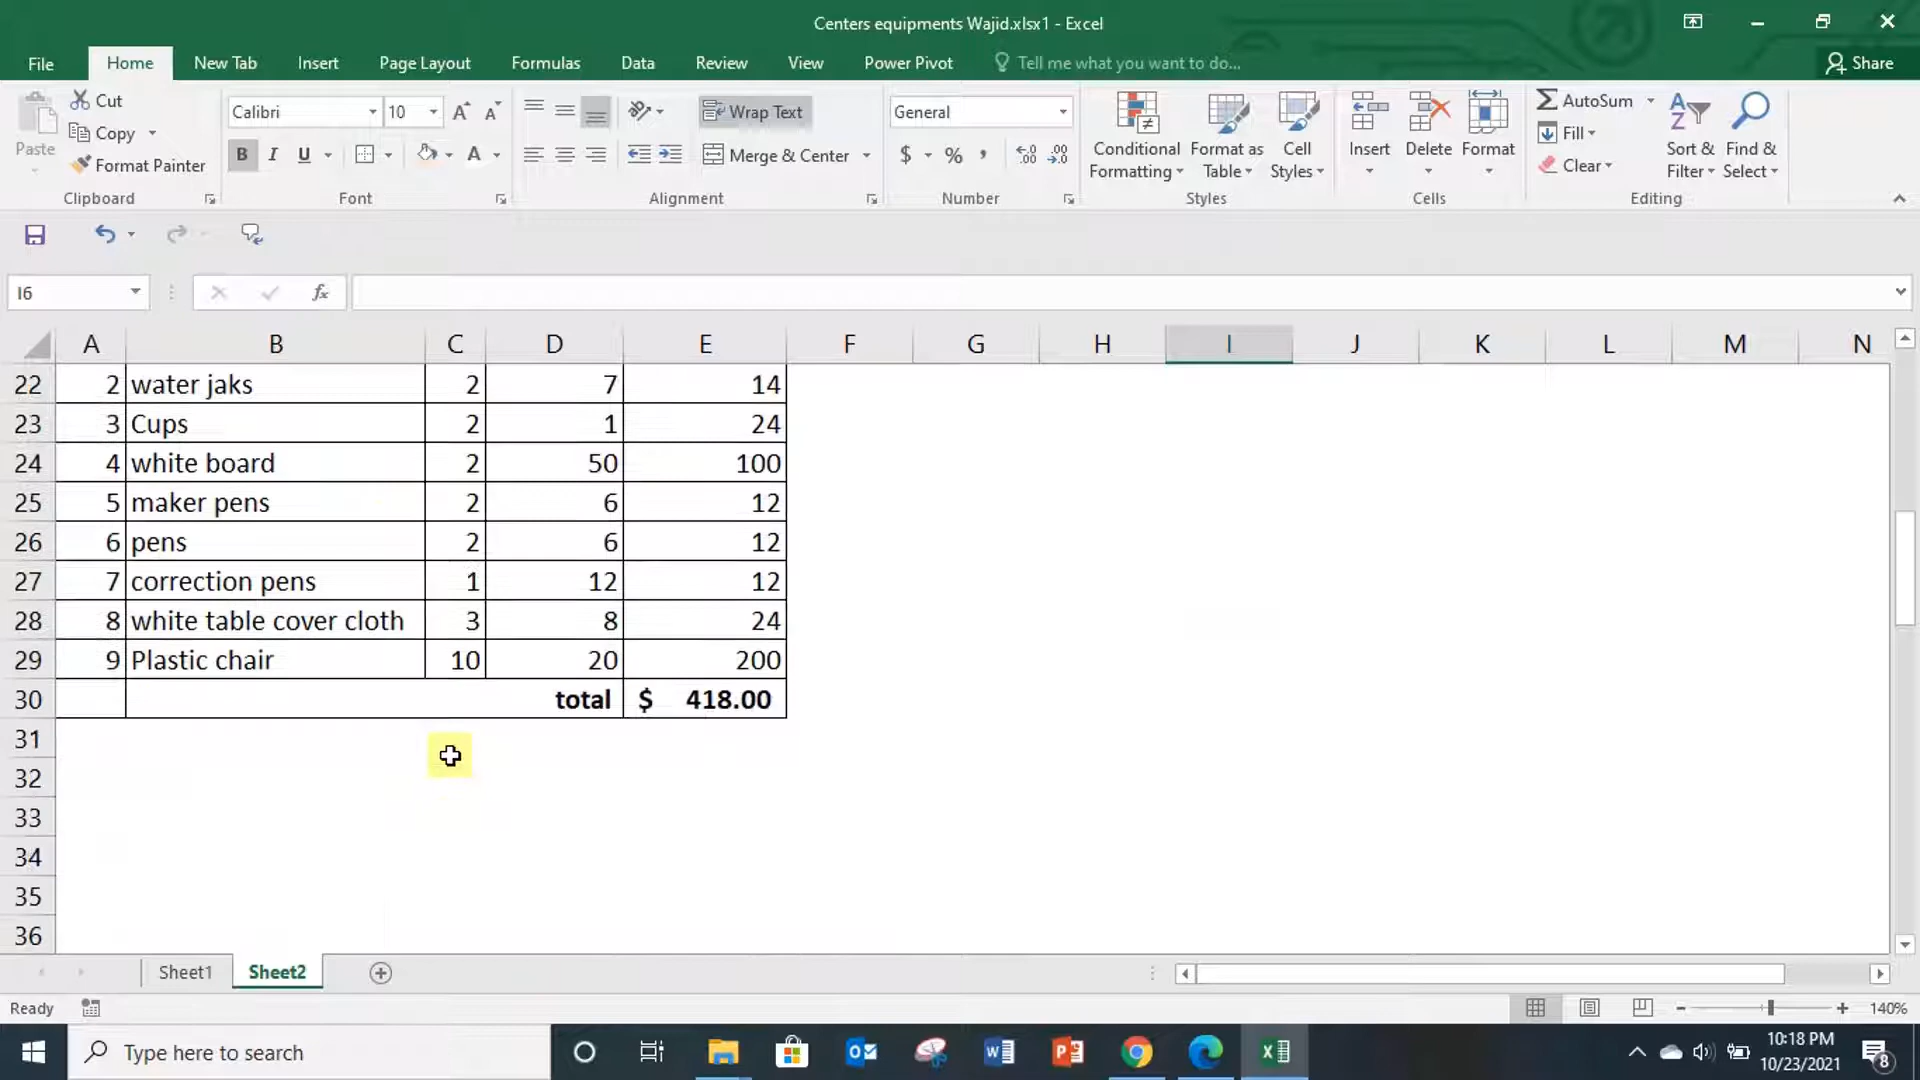 Centers equipments Wajid.xlsx1 - Excel
File Home New Tab Insert Page Layout Formulas Data Review View Power Pivot Tell me what you want to do... Share
Cut
Copy
Format Painter
Paste
Clipboard
Calibri 10
B I U A
Font
Wrap Text
Merge & Center
Alignment
General
$ % ,
Number
Conditional Formatting
Format as Table
Cell Styles
Styles
Insert Delete Format
Cells
AutoSum
Fill
Clear
Sort & Filter
Find & Select
Editing
I6 fx
A B C D E F G H I J K L M N
22 2 water jaks 2 7 14
23 3 Cups 2 1 24
24 4 white board 2 50 100
25 5 maker pens 2 6 12
26 6 pens 2 6 12
27 7 correction pens 1 12 12
28 8 white table cover cloth 3 8 24
29 9 Plastic chair 10 20 200
30 total $ 418.00
31
32
33
34
35
36
Sheet1 Sheet2
Ready 140%
Type here to search
10:18 PM
10/23/2021
8